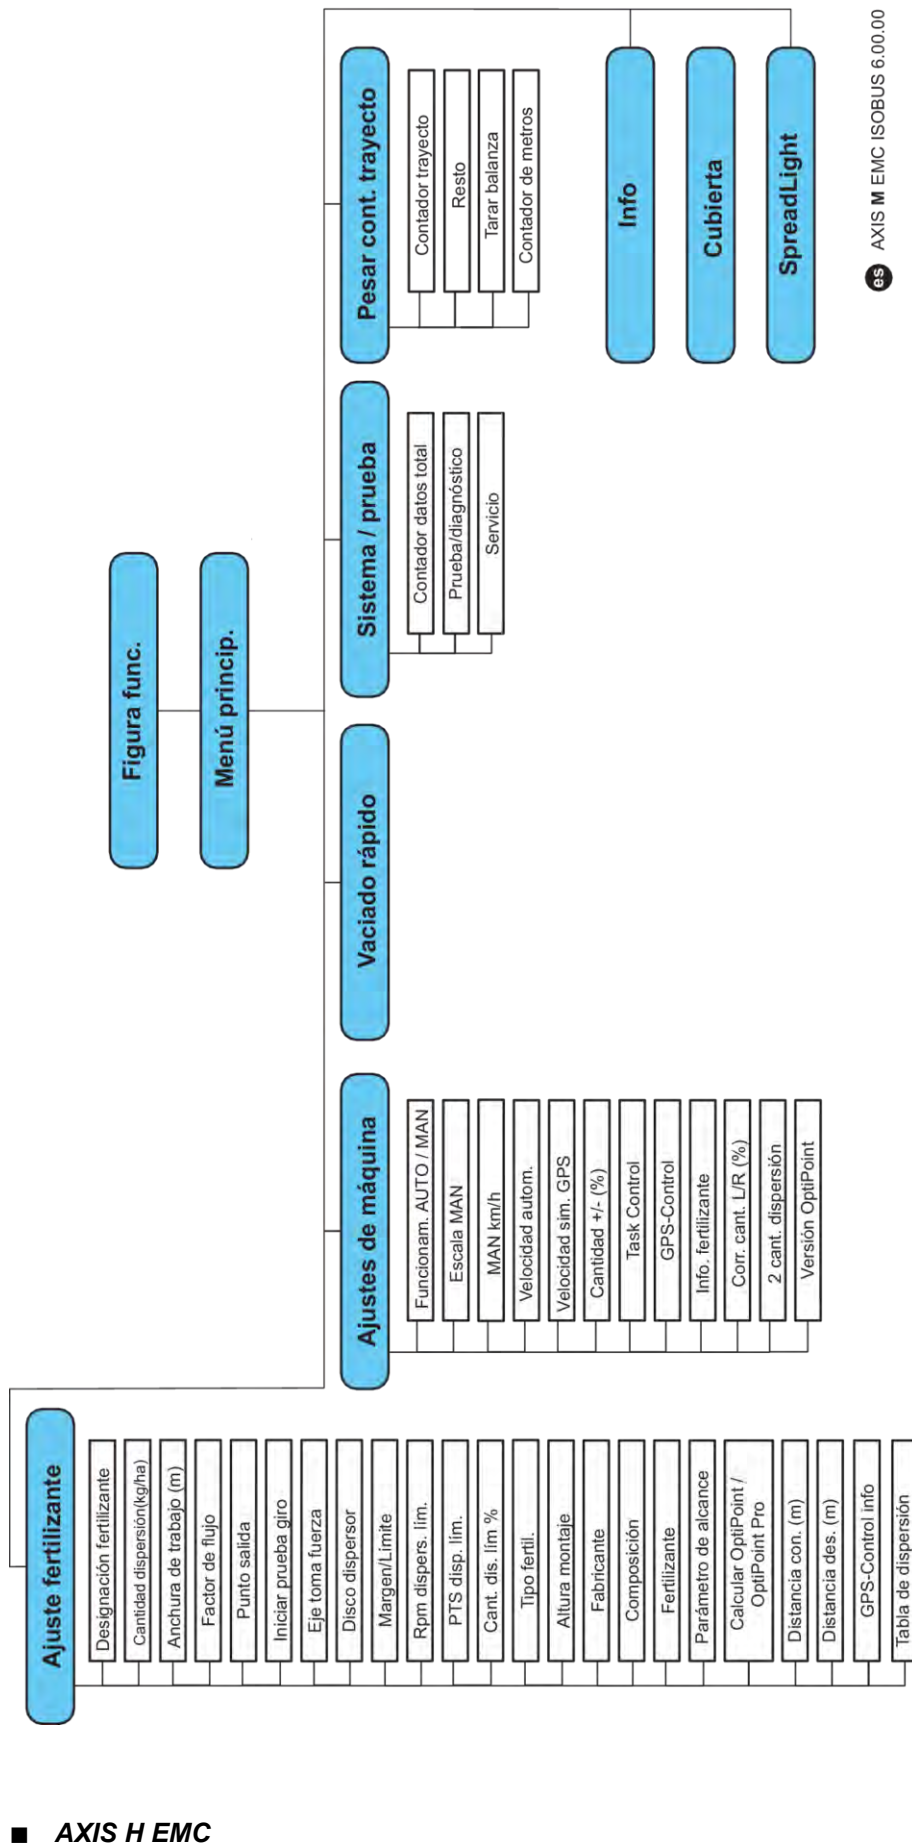 Figura func.
Menú princip.
Ajuste fertilizante
Designación fertilizante
Cantidad dispersión(kg/ha)
Anchura de trabajo (m)
Factor de flujo
Punto salida
Iniciar prueba giro
Eje toma fuerza
Disco dispersor
Margen/Límite
Rpm dispers. lím.
PTS disp. lím.
Cant. dis. lím %
Tipo fertil.
Altura montaje
Fabricante
Composición
Fertilizante
Parámetro de alcance
Calcular OptiPoint /
OptiPoint Pro
Distancia con. (m)
Distancia des. (m)
GPS-Control info
Tabla de dispersión
Ajustes de máquina
Funcionam. AUTO / MAN
Escala MAN
MAN km/h
Velocidad autom.
Velocidad sim. GPS
Cantidad +/- (%)
Task Control
GPS-Control
Info. fertilizante
Corr. cant. L/R (%)
2 cant. dispersión
Versión OptiPoint
Vaciado rápido
Sistema / prueba
Contador datos total
Prueba/diagnóstico
Servicio
Pesar cont. trayecto
Contador trayecto
Resto
Tarar balanza
Contador de metros
Info
Cubierta
SpreadLight
es AXIS M EMC ISOBUS 6.00.00
■ AXIS H EMC